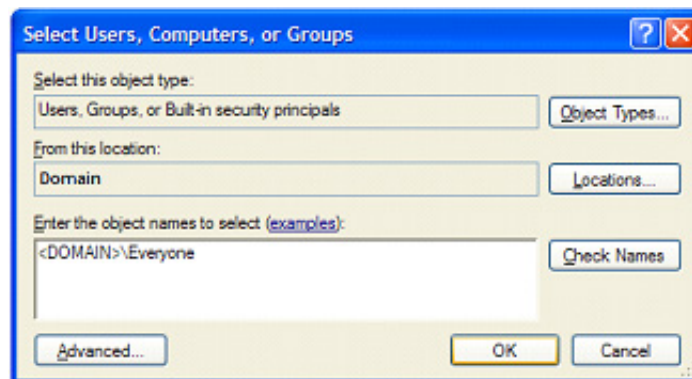 Select Users, Computers, or Groups
Select this object type:
Users, Groups, or Built-in security principals
Object Types...
From this location:
Domain
Locations...
Enter the object names to select (examples):
<DOMAIN>\Everyone
Check Names
Advanced...
OK
Cancel